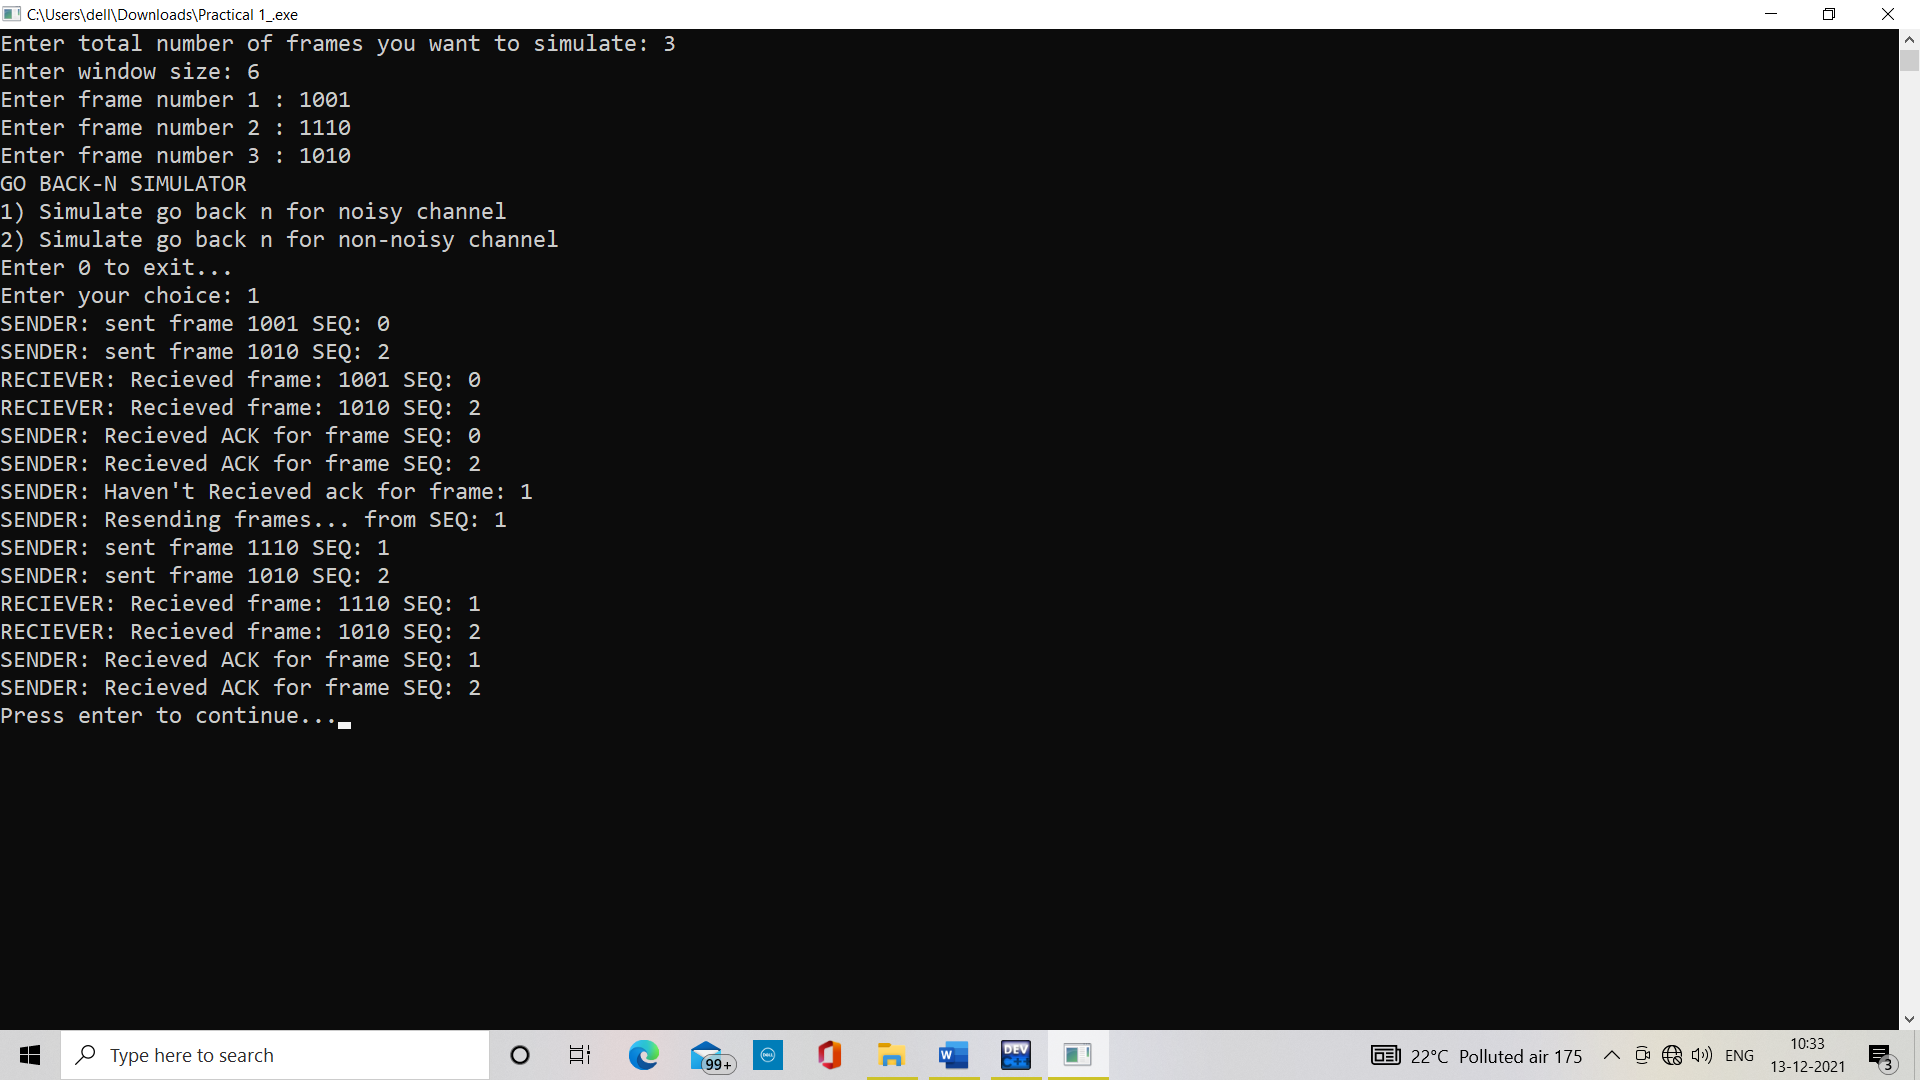 C:\Users\dell\Downloads\Practical 1_.exe
Enter total number of frames you want to simulate: 3
Enter window size: 6
Enter frame number 1 : 1001
Enter frame number 2 : 1110
Enter frame number 3 : 1010
GO BACK-N SIMULATOR
1) Simulate go back n for noisy channel
2) Simulate go back n for non-noisy channel
Enter 0 to exit...
Enter your choice: 1
SENDER: sent frame 1001 SEQ: 0
SENDER: sent frame 1010 SEQ: 2
RECIEVER: Recieved frame: 1001 SEQ: 0
RECIEVER: Recieved frame: 1010 SEQ: 2
SENDER: Recieved ACK for frame SEQ: 0
SENDER: Recieved ACK for frame SEQ: 2
SENDER: Haven't Recieved ack for frame: 1
SENDER: Resending frames... from SEQ: 1
SENDER: sent frame 1110 SEQ: 1
SENDER: sent frame 1010 SEQ: 2
RECIEVER: Recieved frame: 1110 SEQ: 1
RECIEVER: Recieved frame: 1010 SEQ: 2
SENDER: Recieved ACK for frame SEQ: 1
SENDER: Recieved ACK for frame SEQ: 2
Press enter to continue...
Type here to search
99+
DELL
W
DEV
C++
22°C Polluted air 175
ENG
10:33
13-12-2021
3